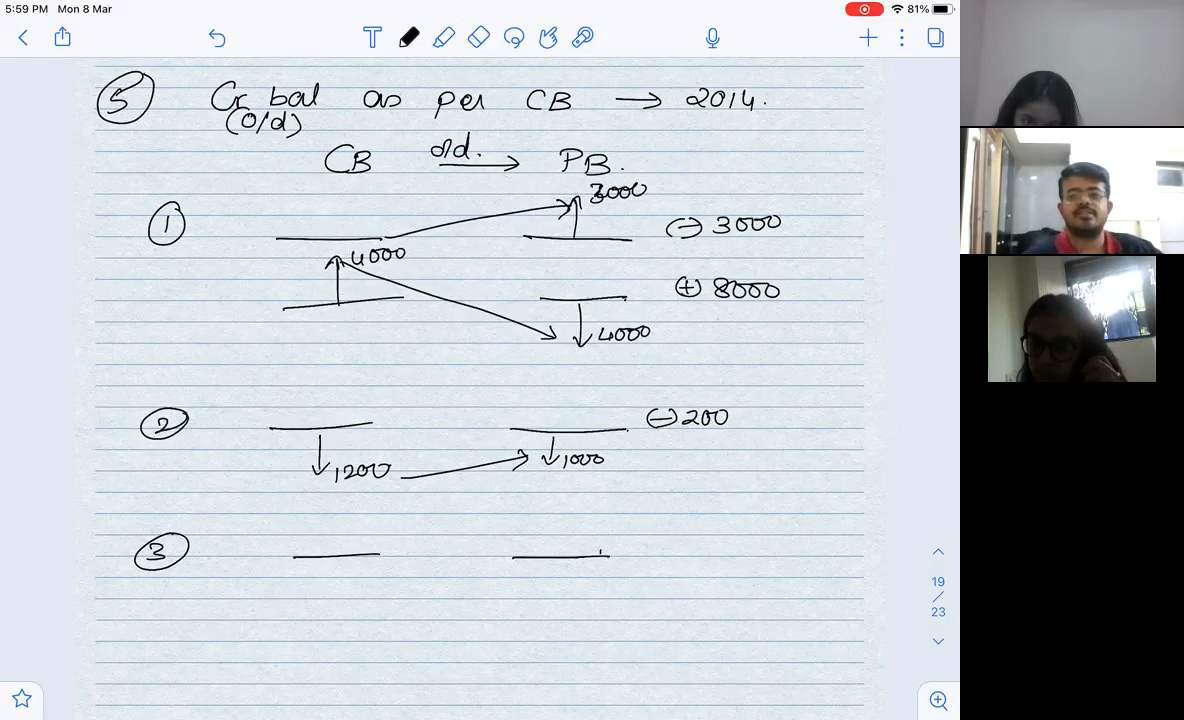 5:59 PM Mon 8 Mar
81%
T
5 Cr bal as per CB → 2014.
(O/d)
CB o/d. → PB.
3000
1 (-) 3000
4000
(+) 8000
4000
2 (-) 200
1200 1000
3
19
/
23